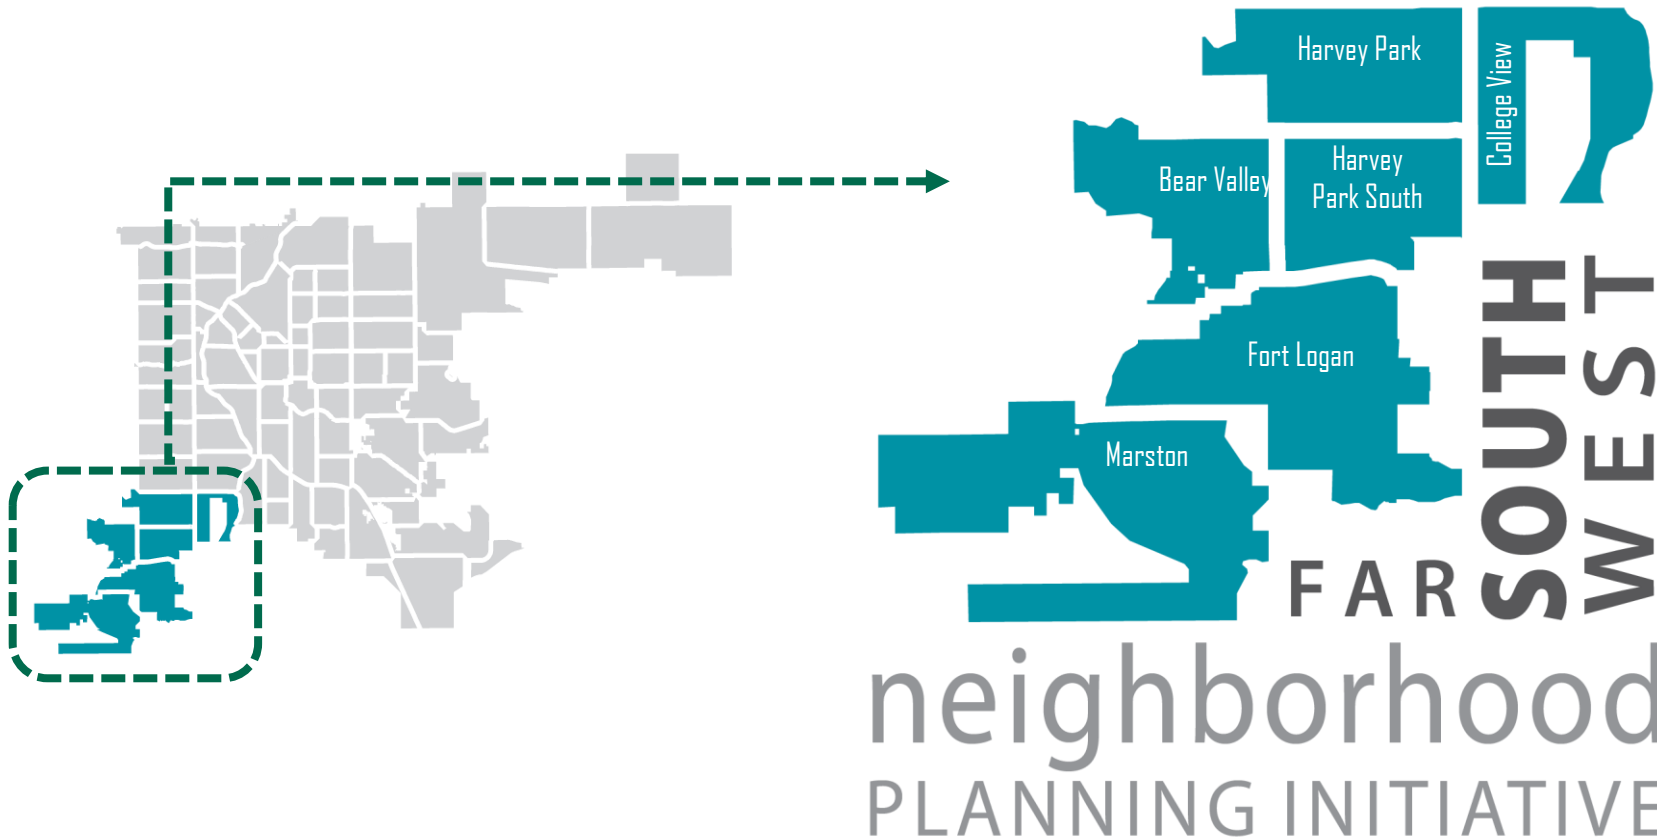 Harvey Park
College View
Bear Valley
Harvey
Park South
Fort Logan
Marston
FAR
SOUTH
WEST
neighborhood
PLANNING INITIATIVE